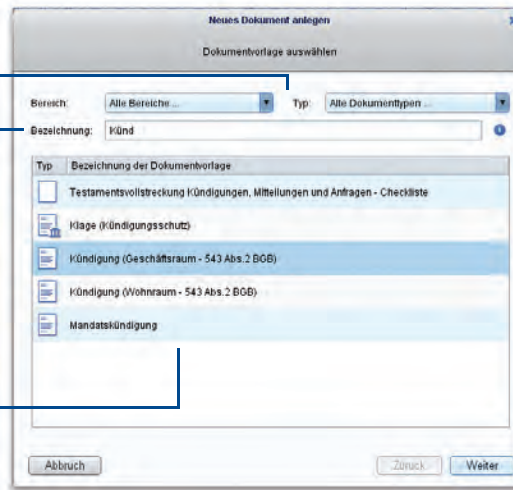 Neues Dokument anlegen
Dokumentvorlage auswählen
Bereich: Alle Bereiche ... Typ: Alle Dokumenttypen ...
Bezeichnung: Künd
Typ Bezeichnung der Dokumentvorlage
Testamentsvollstreckung Kündigungen, Mitteilungen und Anfragen - Checkliste
Klage (Kündigungsschutz)
Kündigung (Geschäftsraum - 543 Abs.2 BGB)
Kündigung (Wohnraum - 543 Abs.2 BGB)
Mandatskündigung
Abbruch Zurück Weiter